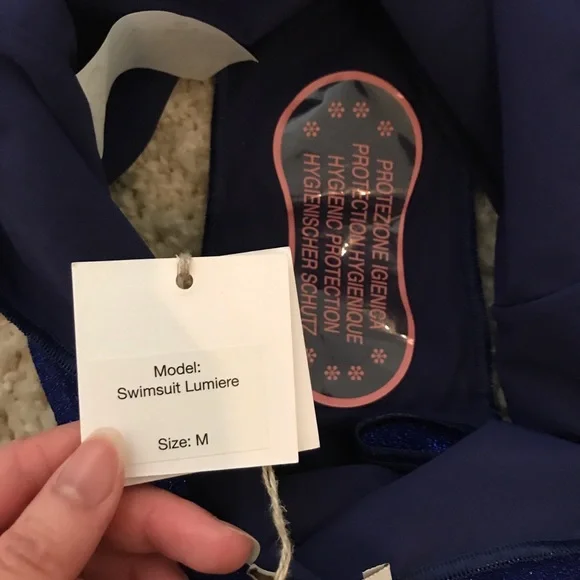 Model:
Swimsuit Lumiere
Size: M
PROTEZIONE IGIENICA
PROTECTION HYGIENIQUE
HYGIENIC PROTECTION
HYGIENISCHER SCHUTZ